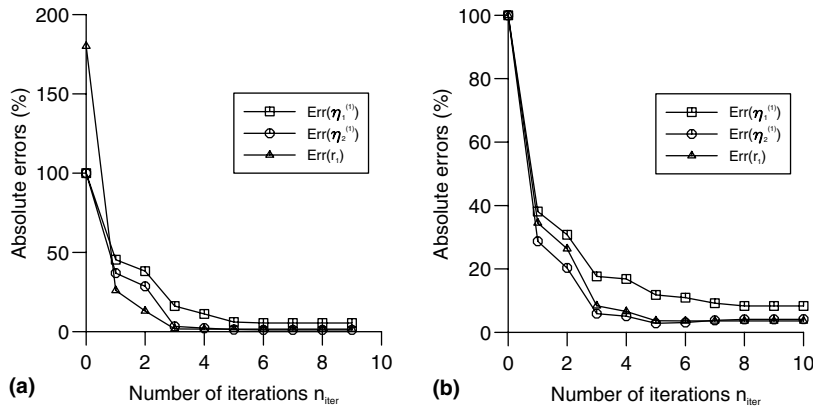 200
150
100
50
0
0
2
4
6
8
10
Absolute errors (%)
Number of iterations n_iter
Err(η₁⁽¹⁾)
Err(η₂⁽¹⁾)
Err(r₁)
(a)
100
80
60
40
20
0
0
2
4
6
8
10
Absolute errors (%)
Number of iterations n_iter
Err(η₁⁽¹⁾)
Err(η₂⁽¹⁾)
Err(r₁)
(b)